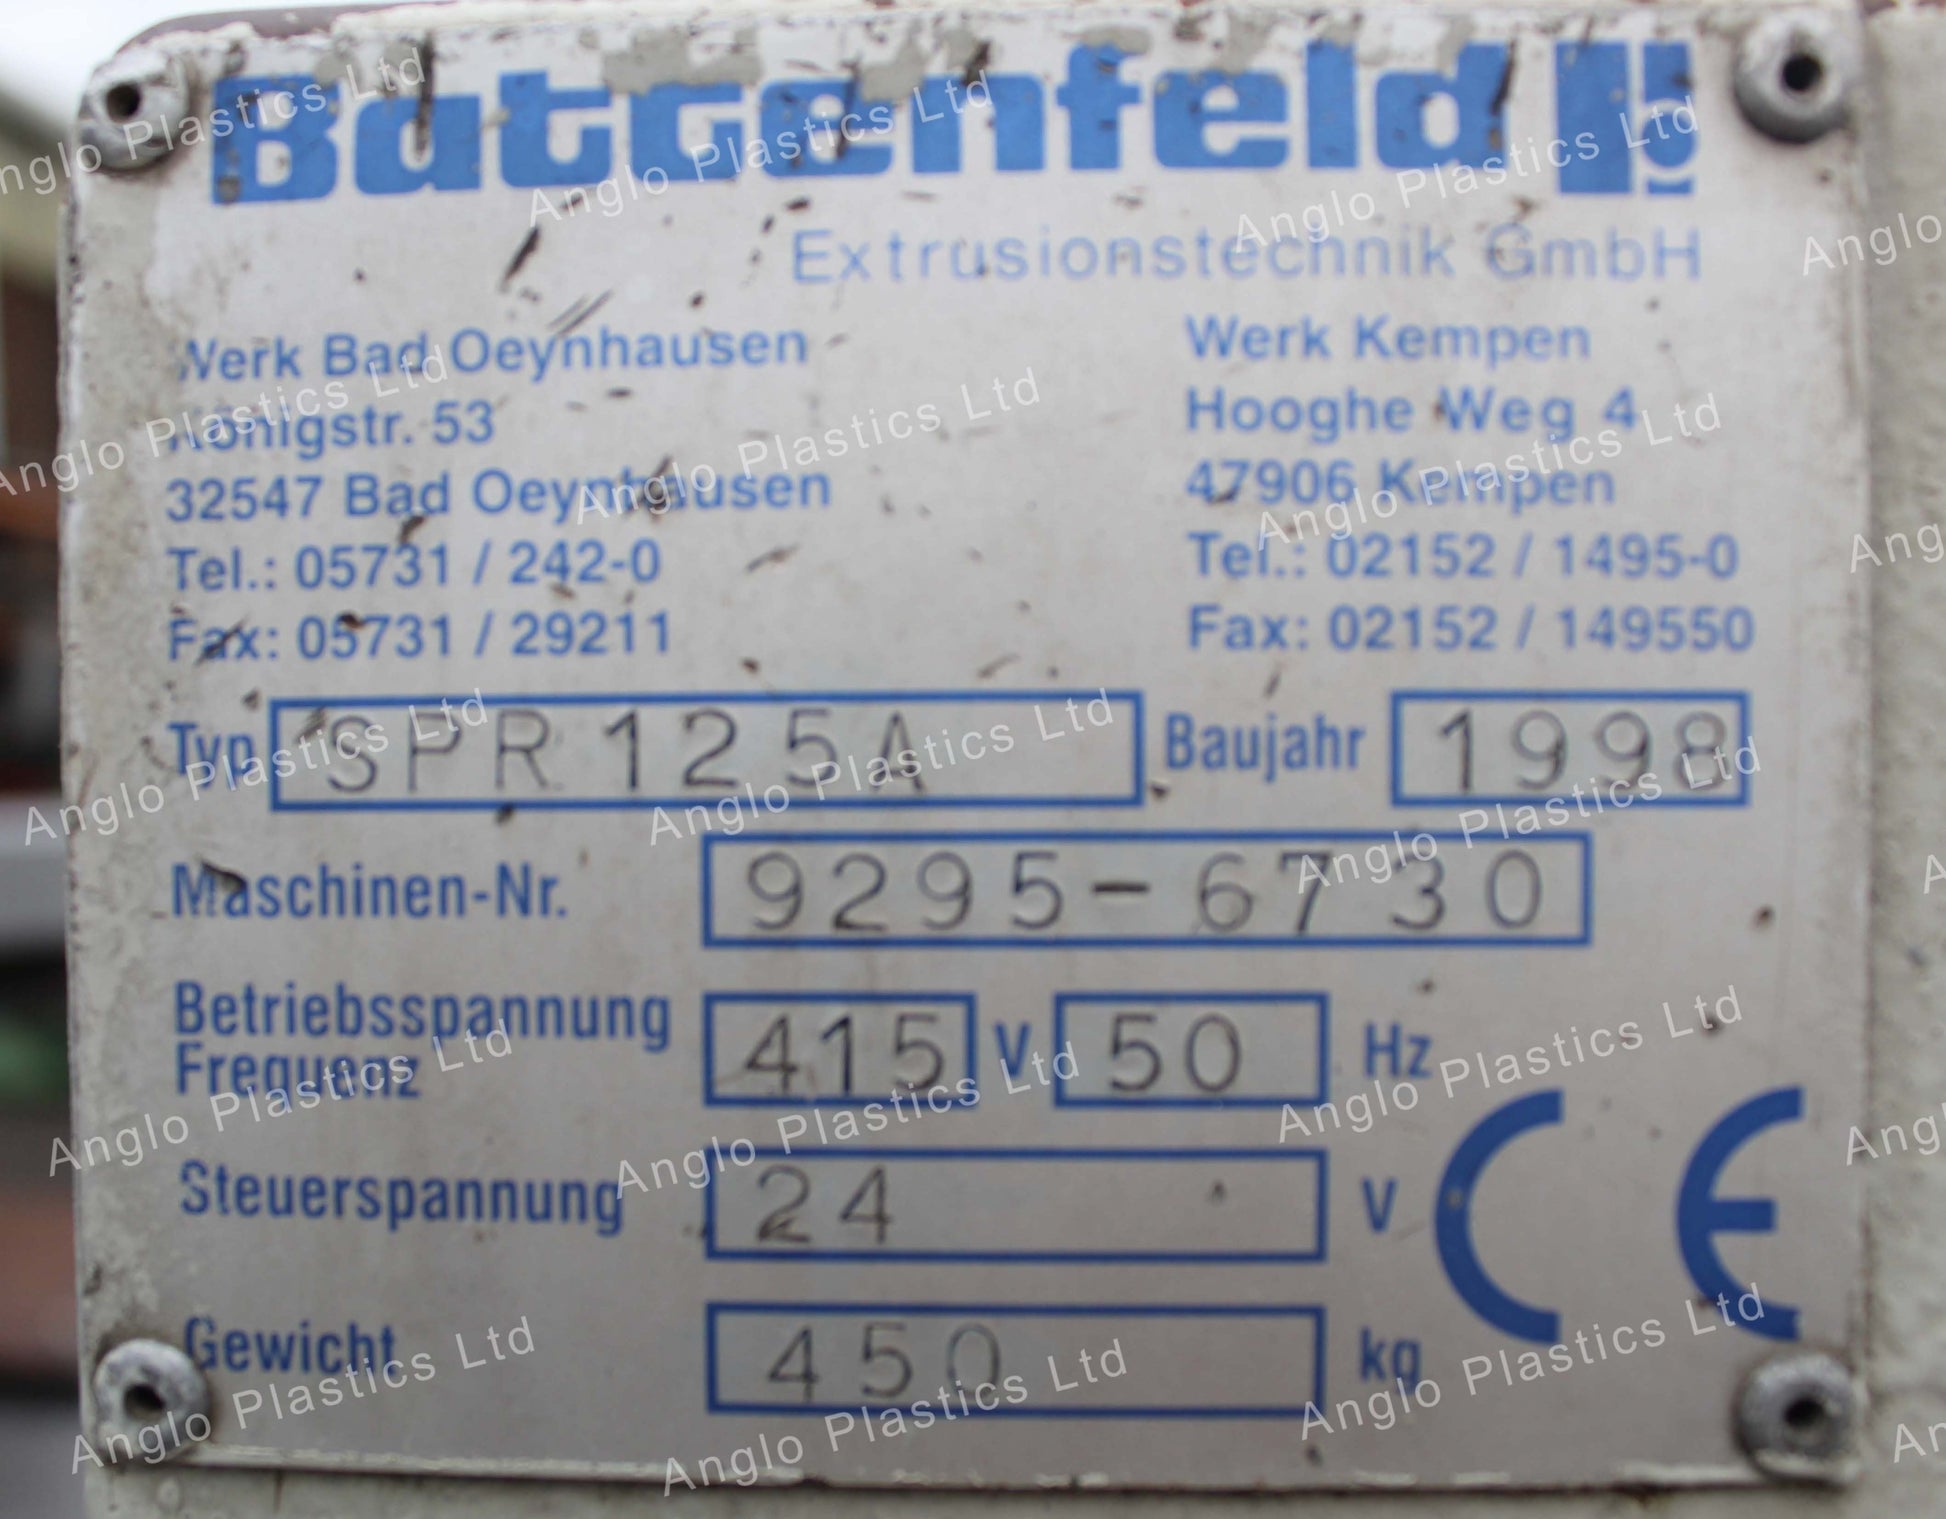 Battenfeld
Extrusionstechnik GmbH
Werk Bad Oeynhausen
Königstr. 53
32547 Bad Oeynhausen
Tel.: 05731 / 242-0
Fax: 05731 / 29211
Werk Kempen
Hooghe Weg 4
47906 Kempen
Tel.: 02152 / 1495-0
Fax: 02152 / 149550
Typ SPR 125A Baujahr 1998
Maschinen-Nr. 9295-6730
Betriebsspannung
Frequenz 415 V 50 Hz
Steuerspannung 24 V
Gewicht 450 kg
CE
Anglo Plastics Ltd